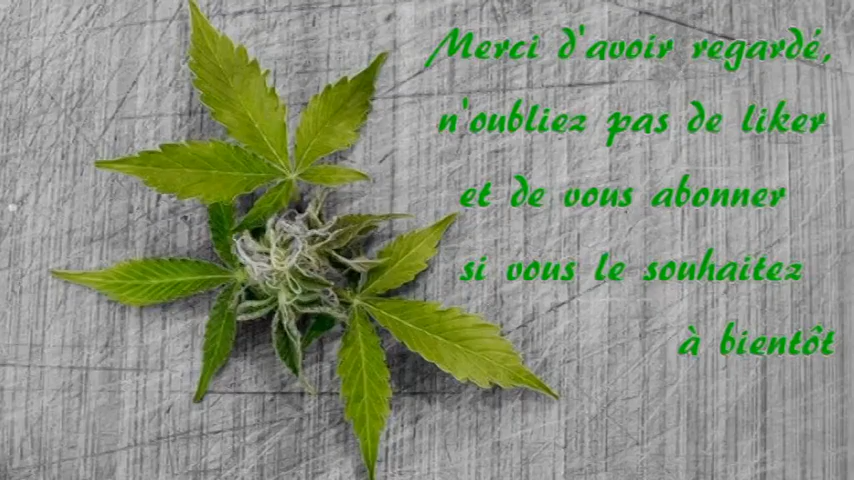 Merci d'avoir regardé,
n'oubliez pas de liker
et de vous abonner
si vous le souhaitez
à bientôt